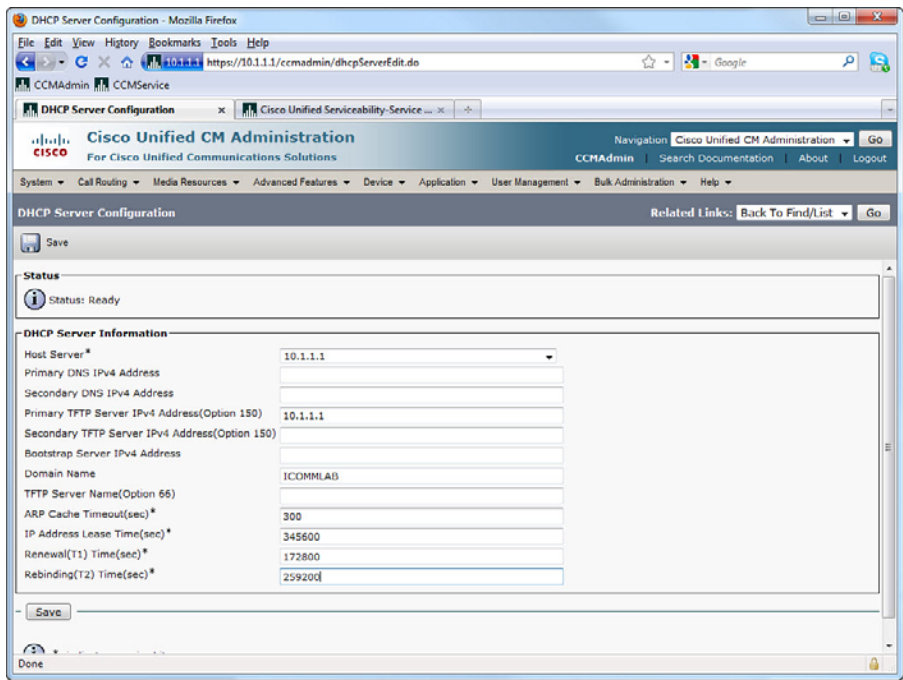 DHCP Server Configuration - Mozilla Firefox
File Edit View History Bookmarks Tools Help
10.1.1.1 https://10.1.1.1/ccmadmin/dhcpServerEdit.do Google
CCMAdmin CCMService
DHCP Server Configuration x Cisco Unified Serviceability-Service ... x
CISCO
Cisco Unified CM Administration
For Cisco Unified Communications Solutions
Navigation Cisco Unified CM Administration Go
CCMAdmin | Search Documentation | About | Logout
System Call Routing Media Resources Advanced Features Device Application User Management Bulk Administration Help
DHCP Server Configuration Related Links: Back To Find/List Go
Save
Status
Status: Ready
DHCP Server Information
Host Server* 10.1.1.1
Primary DNS IPv4 Address
Secondary DNS IPv4 Address
Primary TFTP Server IPv4 Address(Option 150) 10.1.1.1
Secondary TFTP Server IPv4 Address(Option 150)
Bootstrap Server IPv4 Address
Domain Name ICOMMLAB
TFTP Server Name(Option 66)
ARP Cache Timeout(sec)* 300
IP Address Lease Time(sec)* 345600
Renewal(T1) Time(sec)* 172800
Rebinding(T2) Time(sec)* 259200
Save
Done